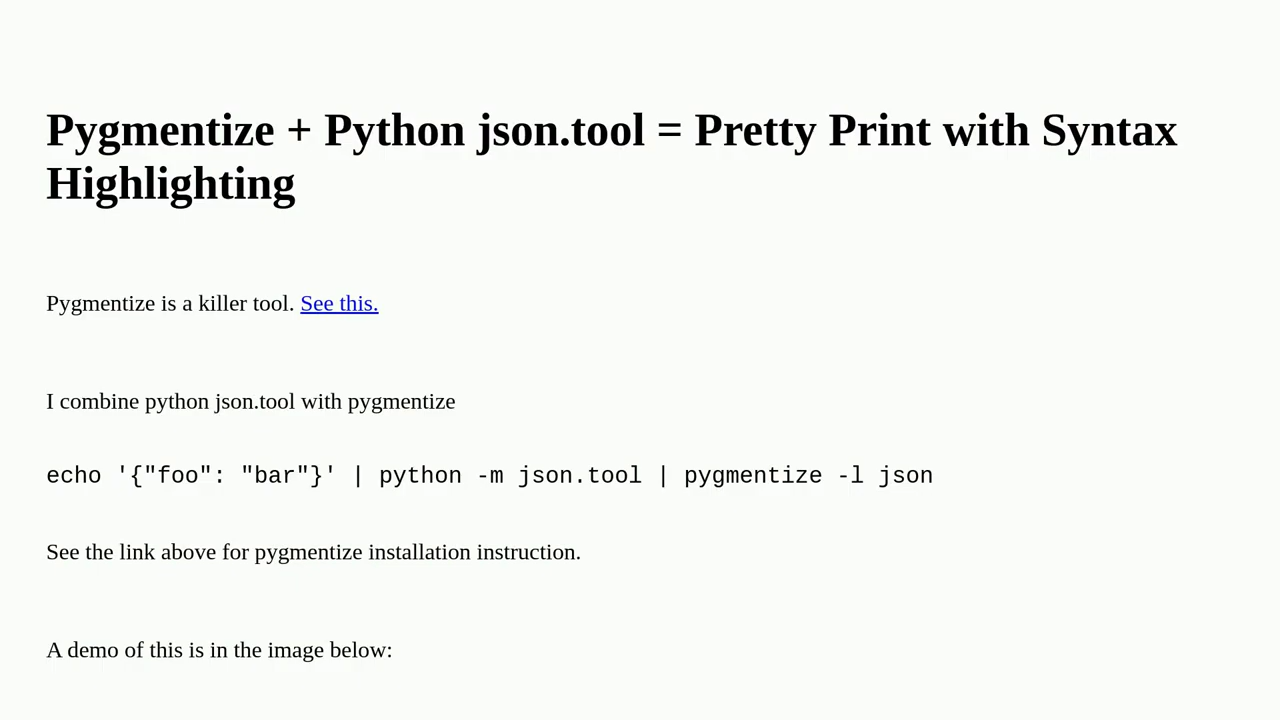 Pygmentize + Python json.tool = Pretty Print with Syntax
Highlighting
Pygmentize is a killer tool. See this.
I combine python json.tool with pygmentize
echo '{"foo": "bar"}' | python -m json.tool | pygmentize -l json
See the link above for pygmentize installation instruction.
A demo of this is in the image below: